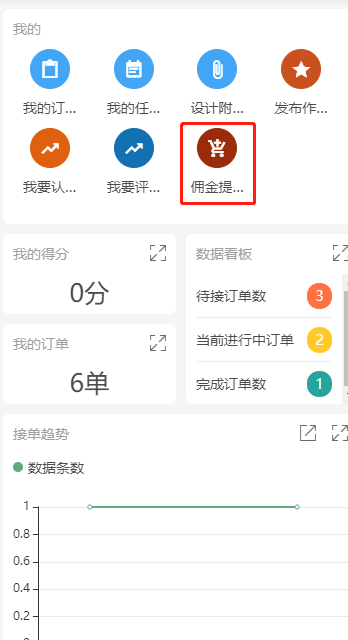 我的
我的订... 我的任... 设计附... 发布作...
我要认... 我要评... 佣金提...
我的得分
0分
我的订单
6单
数据看板
待接订单数 3
当前进行中订单 2
完成订单数 1
接单趋势
数据条数
1
0.8
0.6
0.4
0.2